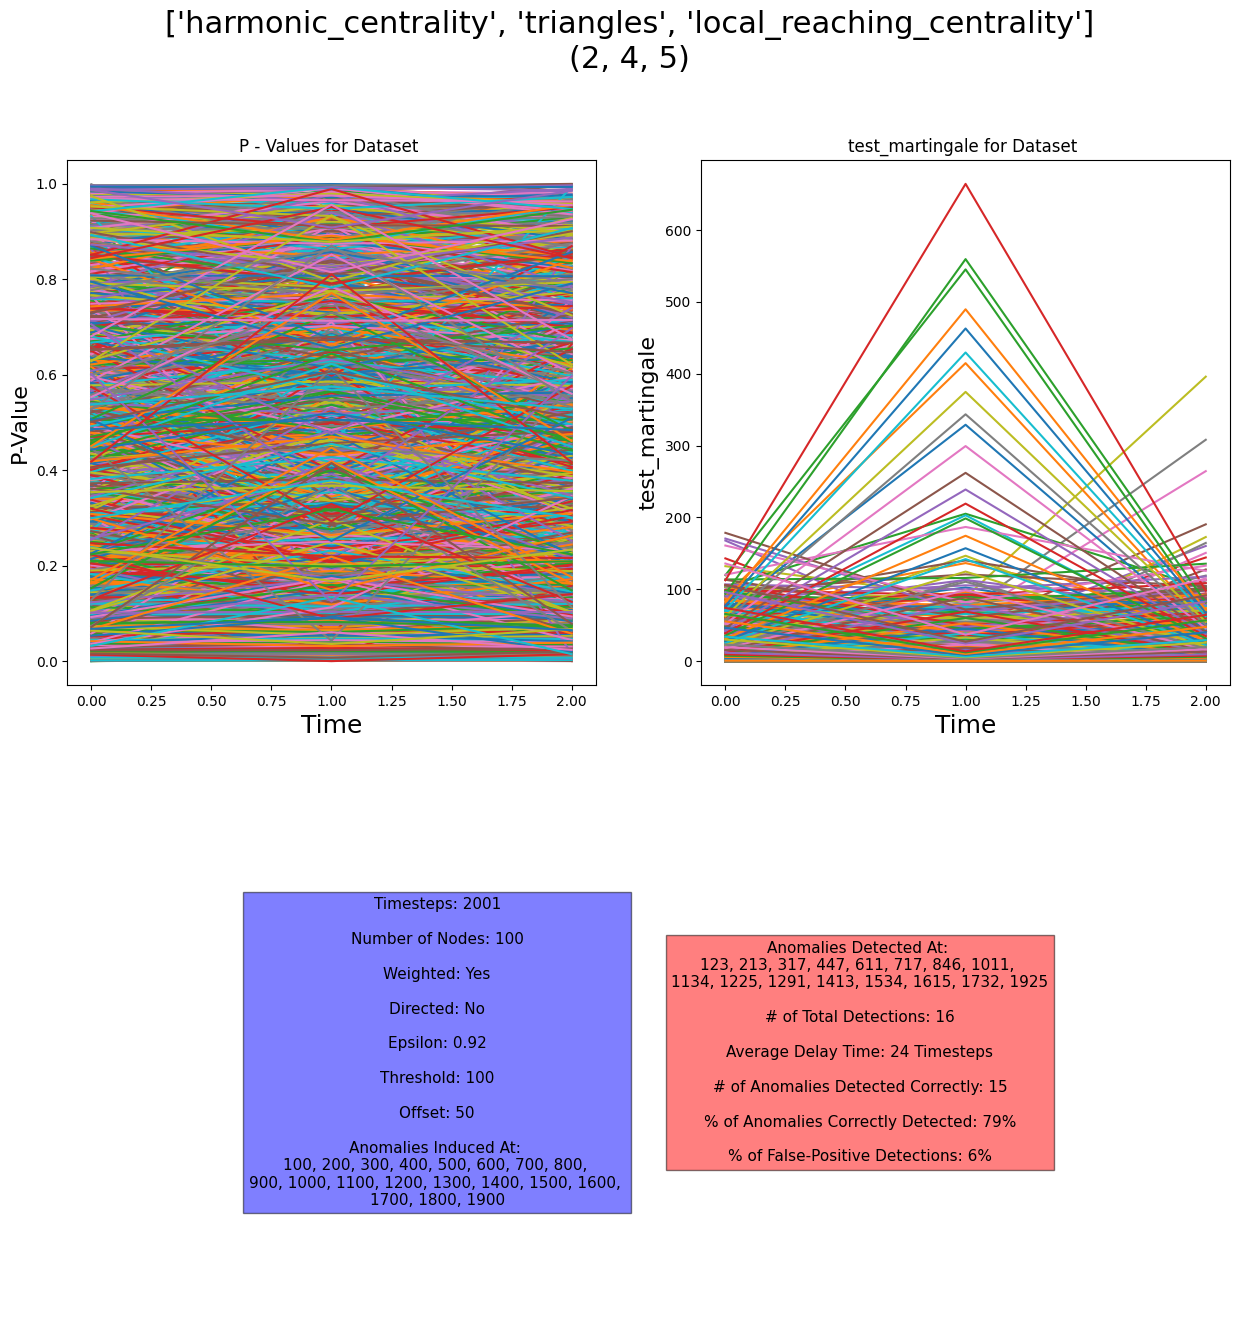 ['harmonic_centrality', 'triangles', 'local_reaching_centrality']
(2, 4, 5)
P - Values for Dataset
P-Value
1.0
0.8
0.6
0.4
0.2
0.0
0.00 0.25 0.50 0.75 1.00 1.25 1.50 1.75 2.00
Time
test_martingale for Dataset
test_martingale
600
500
400
300
200
100
0
0.00 0.25 0.50 0.75 1.00 1.25 1.50 1.75 2.00
Time
Timesteps: 2001
Number of Nodes: 100
Weighted: Yes
Directed: No
Epsilon: 0.92
Threshold: 100
Offset: 50
Anomalies Induced At:
100, 200, 300, 400, 500, 600, 700, 800,
900, 1000, 1100, 1200, 1300, 1400, 1500, 1600,
1700, 1800, 1900
Anomalies Detected At:
123, 213, 317, 447, 611, 717, 846, 1011,
1134, 1225, 1291, 1413, 1534, 1615, 1732, 1925
# of Total Detections: 16
Average Delay Time: 24 Timesteps
# of Anomalies Detected Correctly: 15
% of Anomalies Correctly Detected: 79%
% of False-Positive Detections: 6%